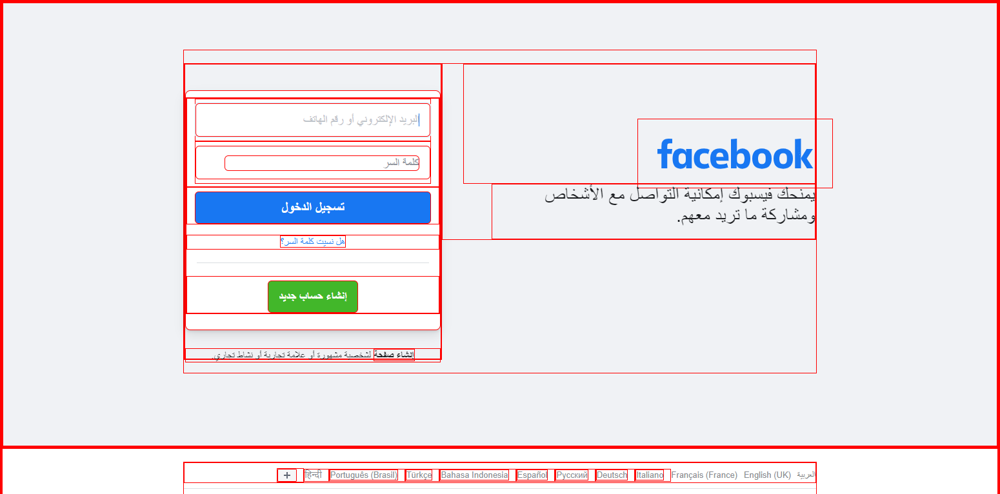 facebook
يمنحك فيسبوك إمكانية التواصل مع الأشخاص
ومشاركة ما تريد معهم.
البريد الإلكتروني أو رقم الهاتف
كلمة السر
تسجيل الدخول
هل نسيت كلمة السر؟
إنشاء حساب جديد
إنشاء صفحة لشخصية مشهورة أو علامة تجارية أو نشاط تجاري.
العربية English (UK) Français (France) Italiano Deutsch Русский Español Bahasa Indonesia Türkçe Português (Brasil) हिन्दी +